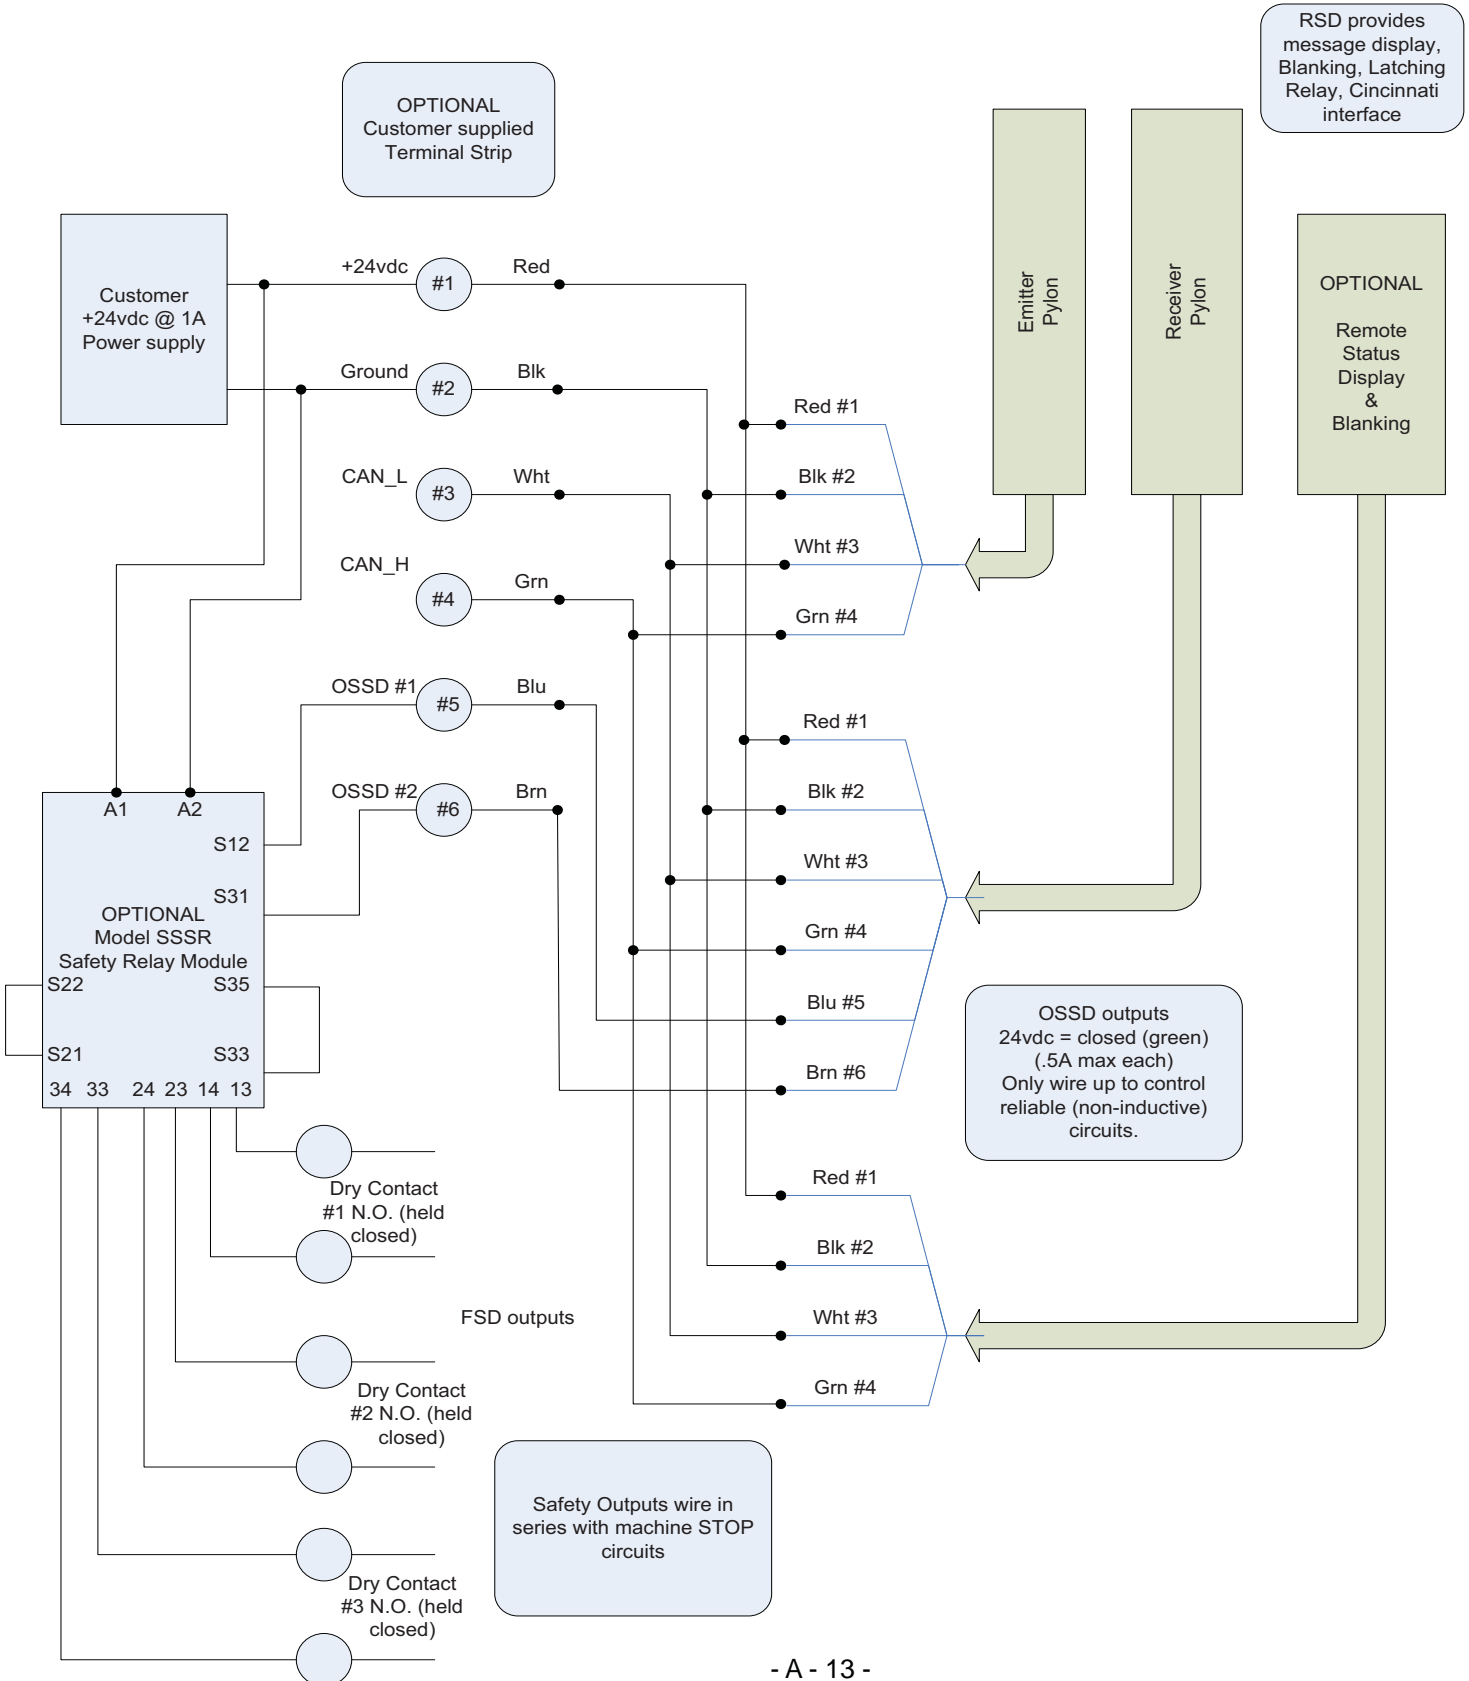 RSD provides
message display,
Blanking, Latching
Relay, Cincinnati
interface
OPTIONAL
Customer supplied
Terminal Strip
Customer
+24vdc @ 1A
Power supply
+24vdc
#1
Red
Ground
#2
Blk
CAN_L
#3
Wht
CAN_H
#4
Grn
OSSD #1
#5
Blu
OSSD #2
#6
Brn
Emitter
Pylon
Receiver
Pylon
OPTIONAL
Remote
Status
Display
&
Blanking
Red #1
Blk #2
Wht #3
Grn #4
Red #1
Blk #2
Wht #3
Grn #4
Blu #5
Brn #6
OSSD outputs
24vdc = closed (green)
(.5A max each)
Only wire up to control
reliable (non-inductive)
circuits.
Red #1
Blk #2
Wht #3
Grn #4
A1
A2
S12
S31
OPTIONAL
Model SSSR
Safety Relay Module
S22
S35
S21
S33
34 33 24 23 14 13
Dry Contact
#1 N.O. (held
closed)
FSD outputs
Dry Contact
#2 N.O. (held
closed)
Dry Contact
#3 N.O. (held
closed)
Safety Outputs wire in
series with machine STOP
circuits
- A - 13 -